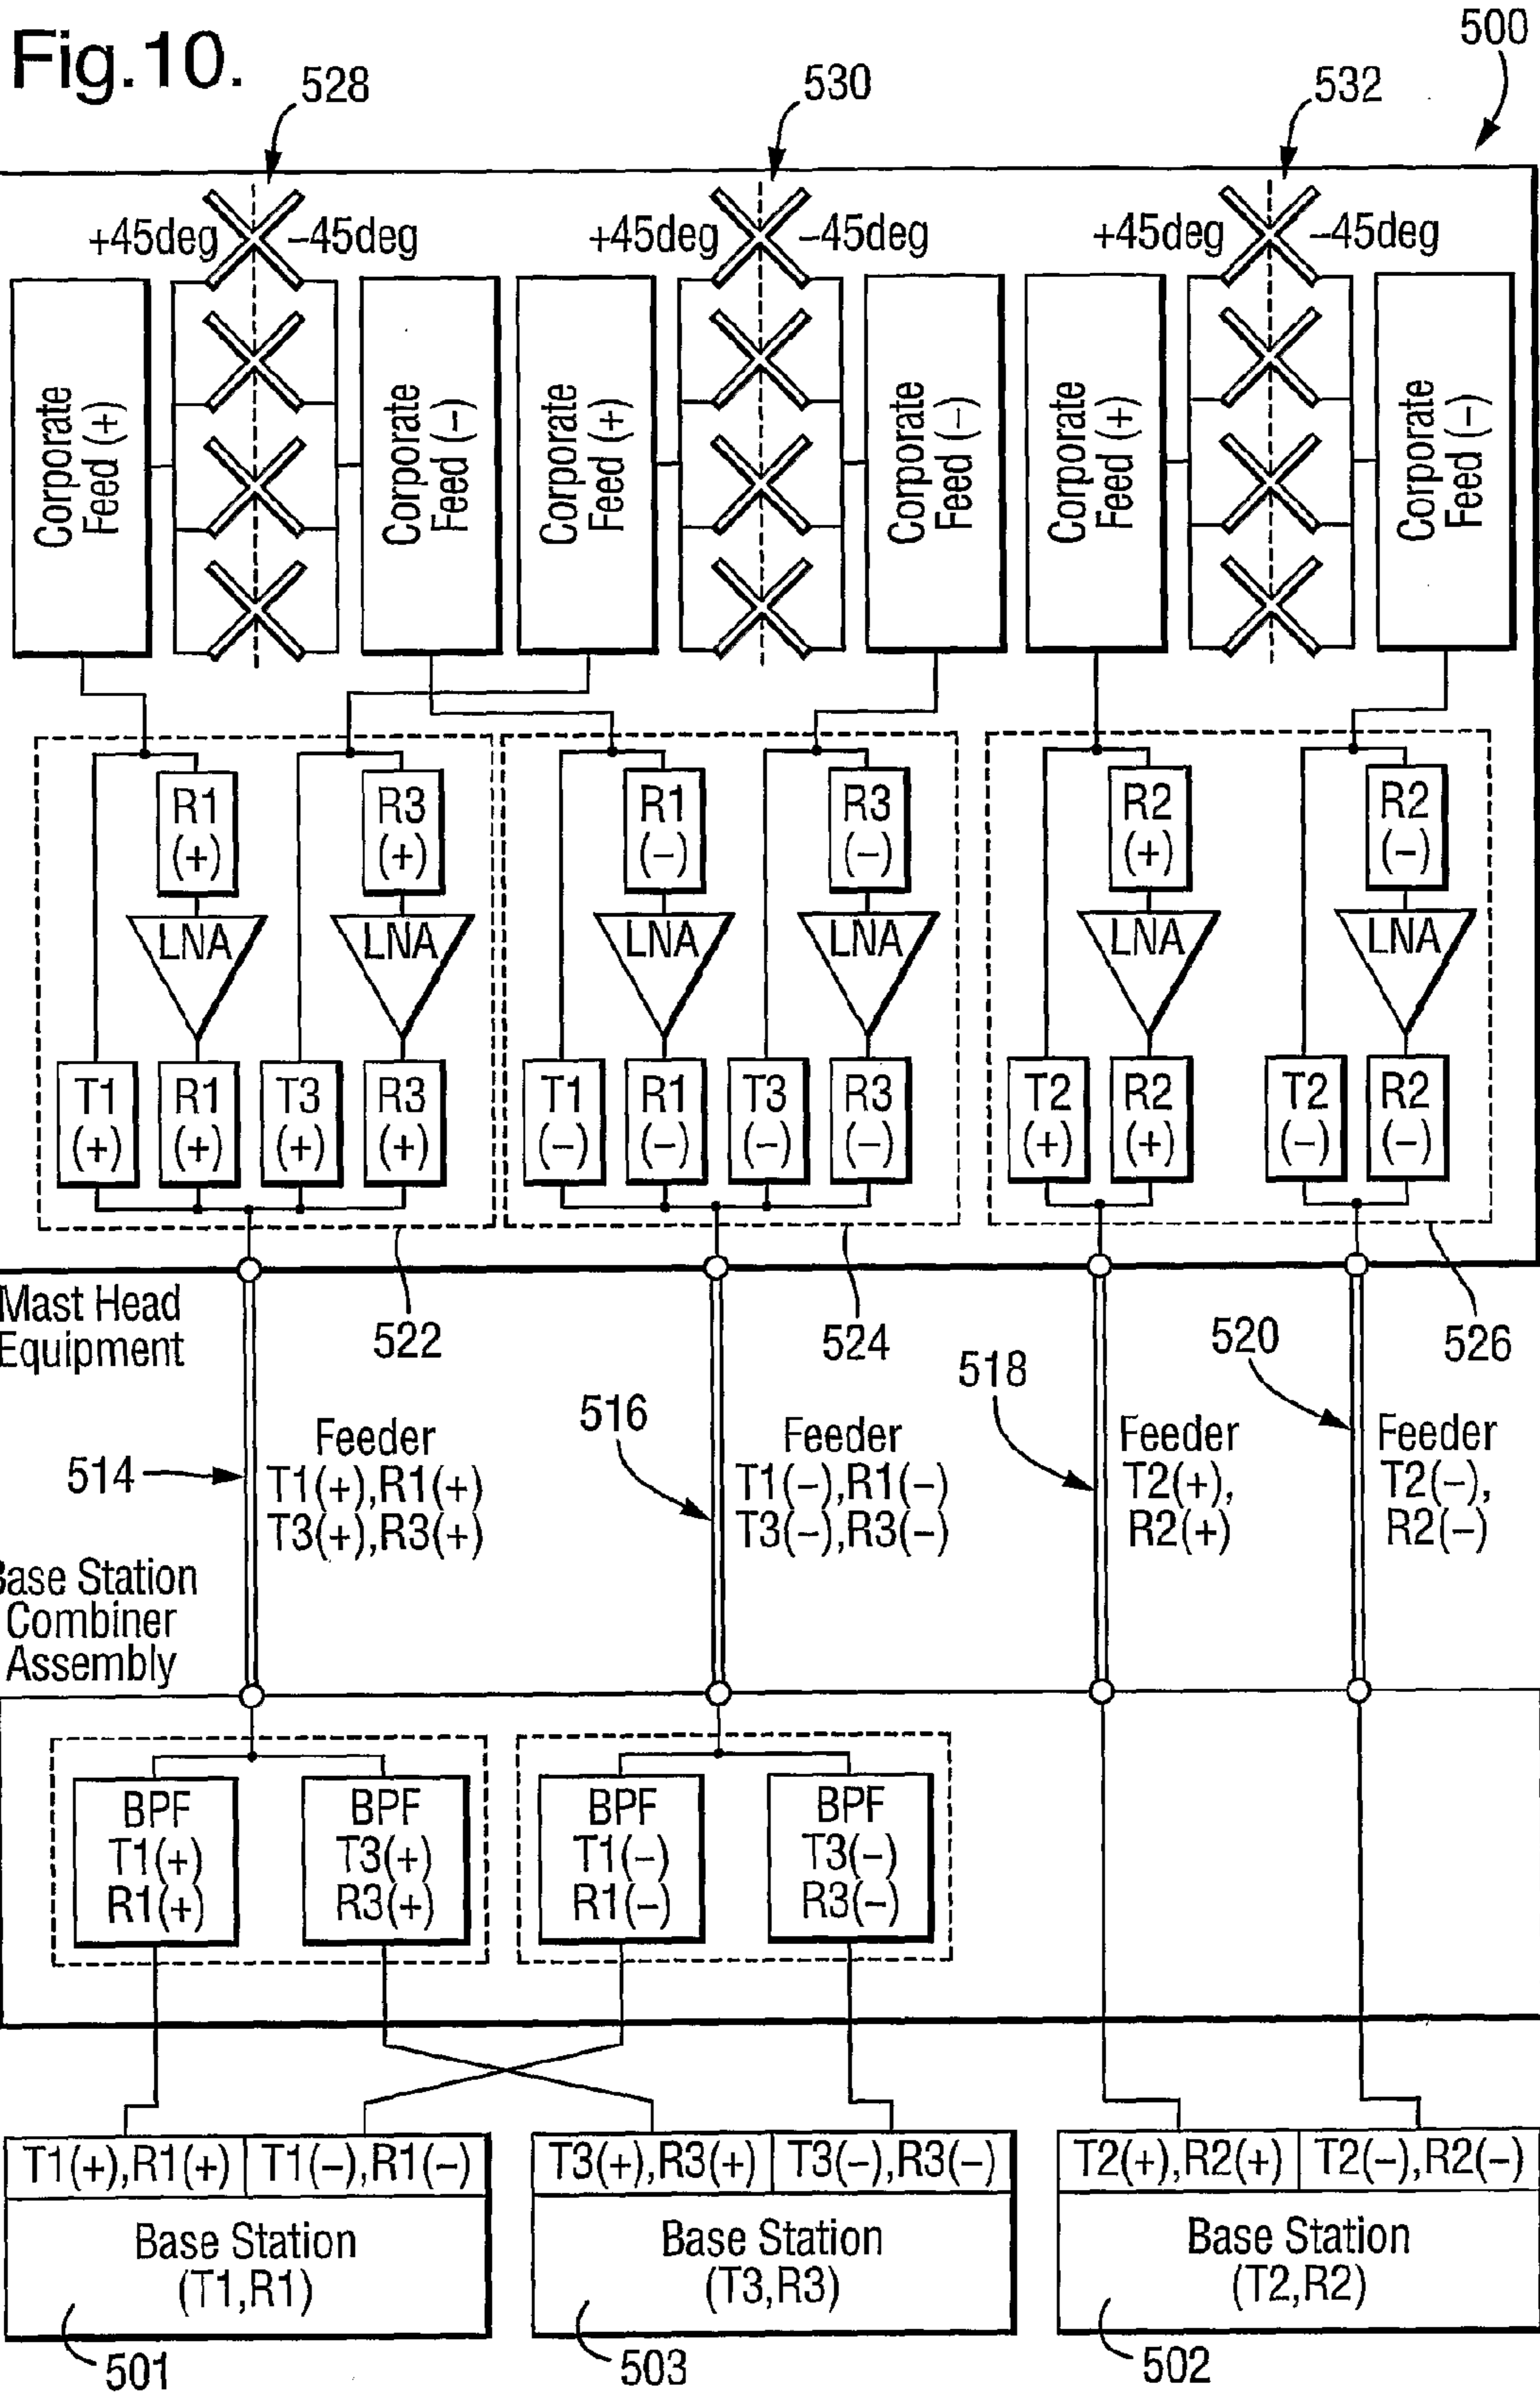 Fig.10.
500
528
530
532
+45deg
-45deg
+45deg
-45deg
+45deg
-45deg
Corporate
Feed (+)
Corporate
Feed (-)
Corporate
Feed (+)
Corporate
Feed (-)
Corporate
Feed (+)
Corporate
Feed (-)
R1
(+)
R3
(+)
R1
(-)
R3
(-)
R2
(+)
R2
(-)
LNA
LNA
LNA
LNA
LNA
LNA
T1
(+)
R1
(+)
T3
(+)
R3
(+)
T1
(-)
R1
(-)
T3
(-)
R3
(-)
T2
(+)
R2
(+)
T2
(-)
R2
(-)
Mast Head
Equipment
522
524
526
514
516
518
520
Feeder
T1(+),R1(+)
T3(+),R3(+)
Feeder
T1(-),R1(-)
T3(-),R3(-)
Feeder
T2(+),
R2(+)
Feeder
T2(-),
R2(-)
Base Station
Combiner
Assembly
BPF
T1(+)
R1(+)
BPF
T3(+)
R3(+)
BPF
T1(-)
R1(-)
BPF
T3(-)
R3(-)
T1(+),R1(+)
T1(-),R1(-)
Base Station
(T1,R1)
T3(+),R3(+)
T3(-),R3(-)
Base Station
(T3,R3)
T2(+),R2(+)
T2(-),R2(-)
Base Station
(T2,R2)
501
503
502